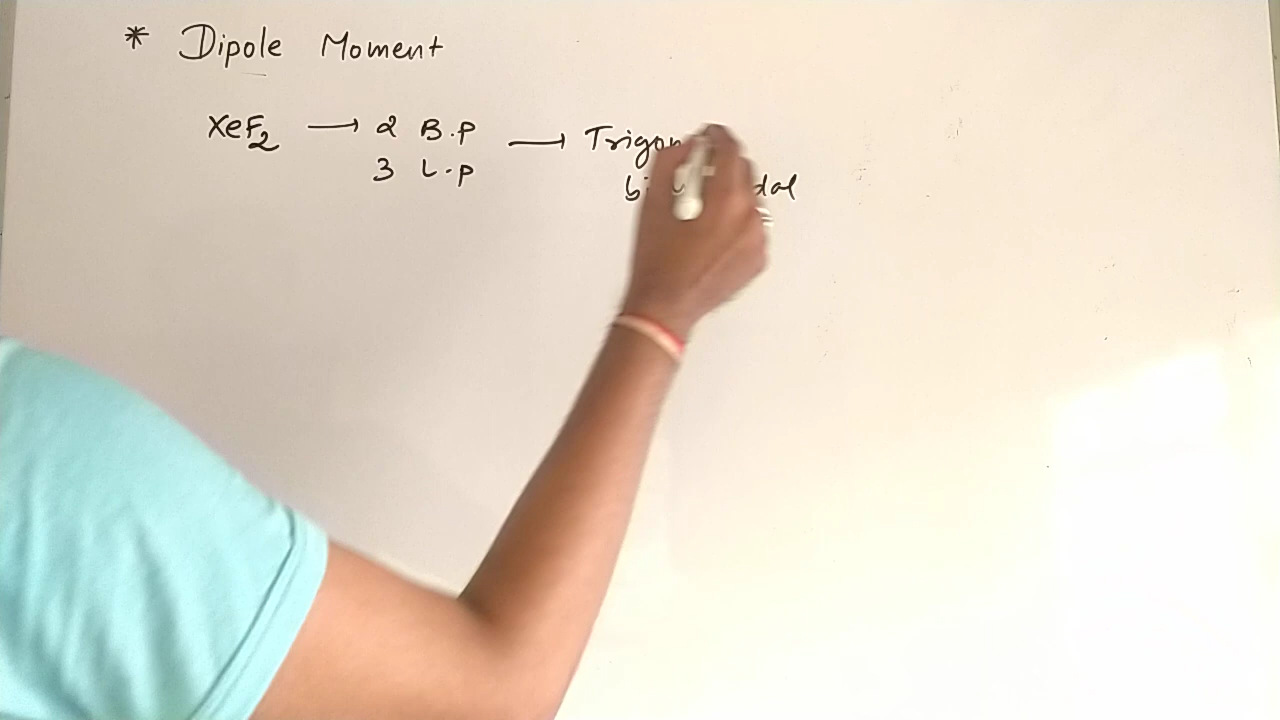 * Dipole Moment
XeF2 → 2 B.P → Trigon
3 L.P